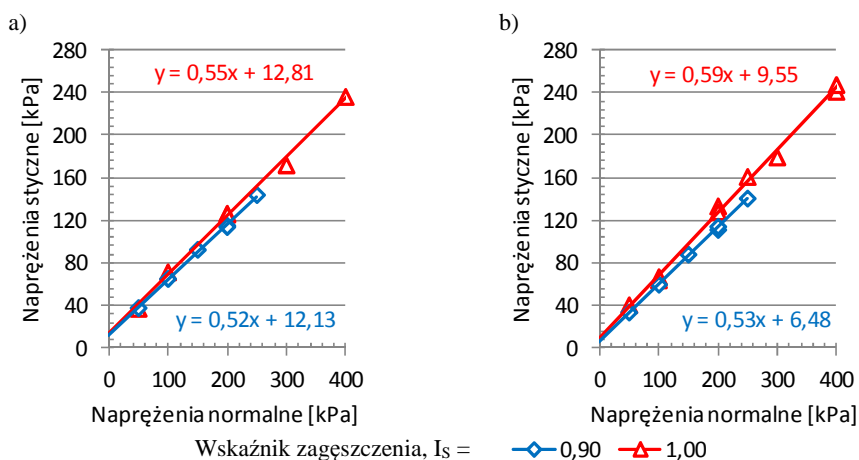 a)
Naprężenia styczne [kPa]
280
240
200
160
120
80
40
0
y = 0,55x + 12,81
y = 0,52x + 12,13
0 100 200 300 400
Naprężenia normalne [kPa]
b)
Naprężenia styczne [kPa]
280
240
200
160
120
80
40
0
y = 0,59x + 9,55
y = 0,53x + 6,48
0 100 200 300 400
Naprężenia normalne [kPa]
Wskaźnik zagęszczenia, IS = 0,90 1,00